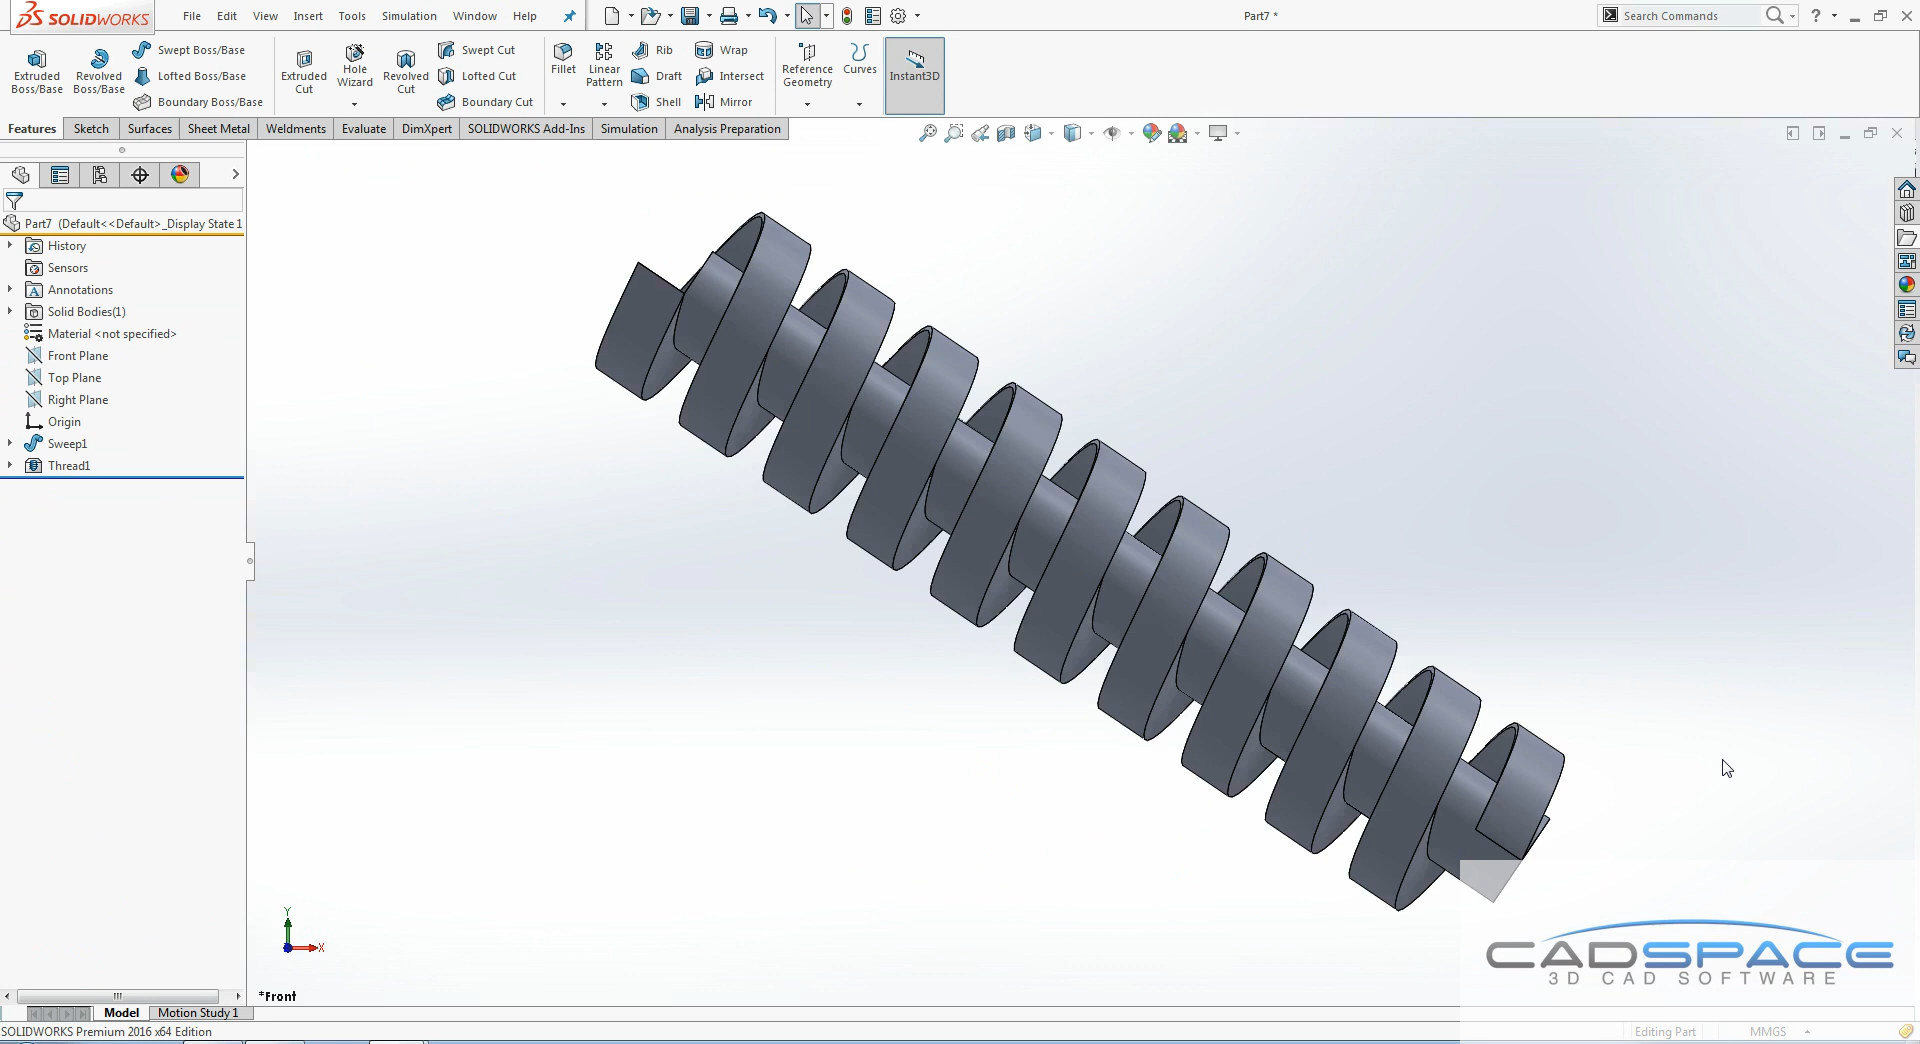 SOLIDWORKS
File Edit View Insert Tools Simulation Window Help
Part7 *
Search Commands
?
Extruded Boss/Base
Revolved Boss/Base
Swept Boss/Base
Lofted Boss/Base
Boundary Boss/Base
Extruded Cut
Hole Wizard
Revolved Cut
Swept Cut
Lofted Cut
Boundary Cut
Fillet
Linear Pattern
Rib
Draft
Shell
Wrap
Intersect
Mirror
Reference Geometry
Curves
Instant3D
Features Sketch Surfaces Sheet Metal Weldments Evaluate DimXpert SOLIDWORKS Add-Ins Simulation Analysis Preparation
Part7 (Default<<Default>_Display State 1
History
Sensors
Annotations
Solid Bodies(1)
Material <not specified>
Front Plane
Top Plane
Right Plane
Origin
Sweep1
Thread1
Y
X
*Front
CADSPACE
3D CAD SOFTWARE
Model Motion Study 1
SOLIDWORKS Premium 2016 x64 Edition
Editing Part MMGS